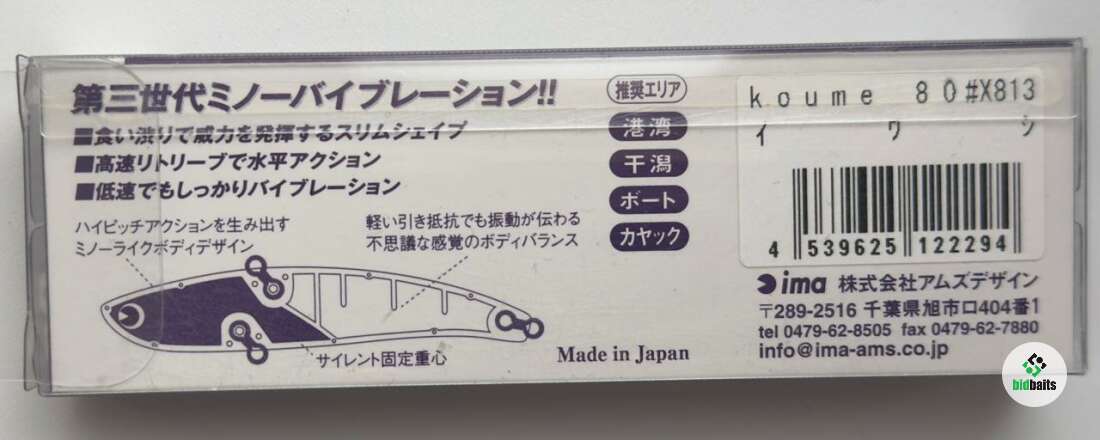 第三世代ミノーバイブレーション!!
■食い渋りで威力を発揮するスリムシェイプ
■高速リトリーブで水平アクション
■低速でもしっかりバイブレーション
ハイピッチアクションを生み出す
ミノーライクボディデザイン
軽い引き抵抗でも振動が伝わる
不思議な感覚のボディバランス
サイレント固定重心
Made in Japan
推奨エリア
港湾
干潟
ボート
カヤック
koume 80#X813
イワシ
4 539625 122294
ima 株式会社アムズデザイン
〒289-2516 千葉県旭市ロ404番1
tel 0479-62-8505 fax 0479-62-7880
info@ima-ams.co.jp
bidbaits